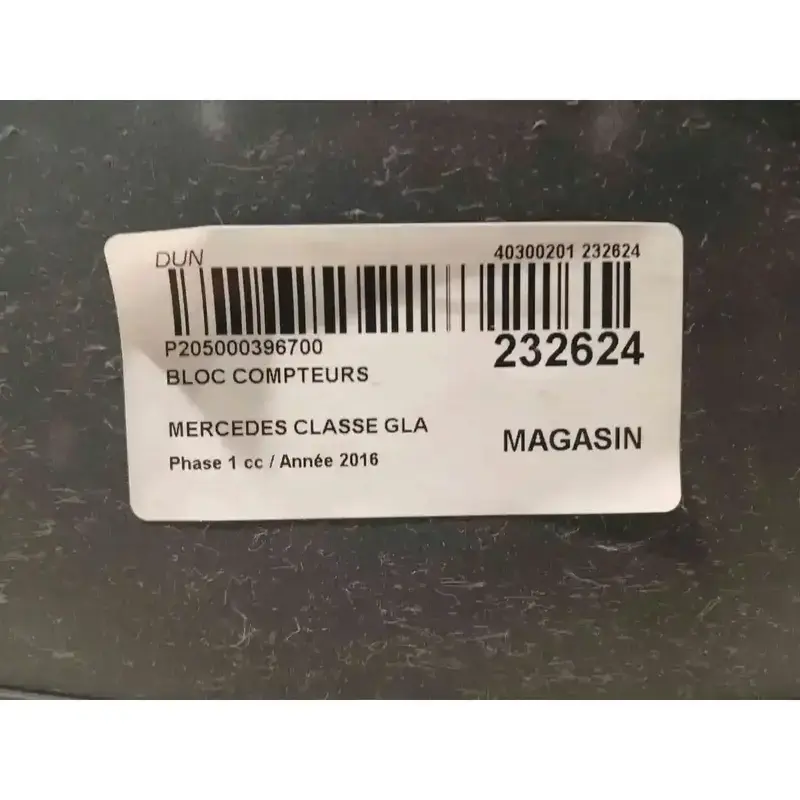 DUN
40300201 232624
P205000396700
232624
BLOC COMPTEURS
MERCEDES CLASSE GLA
MAGASIN
Phase 1 cc / Année 2016